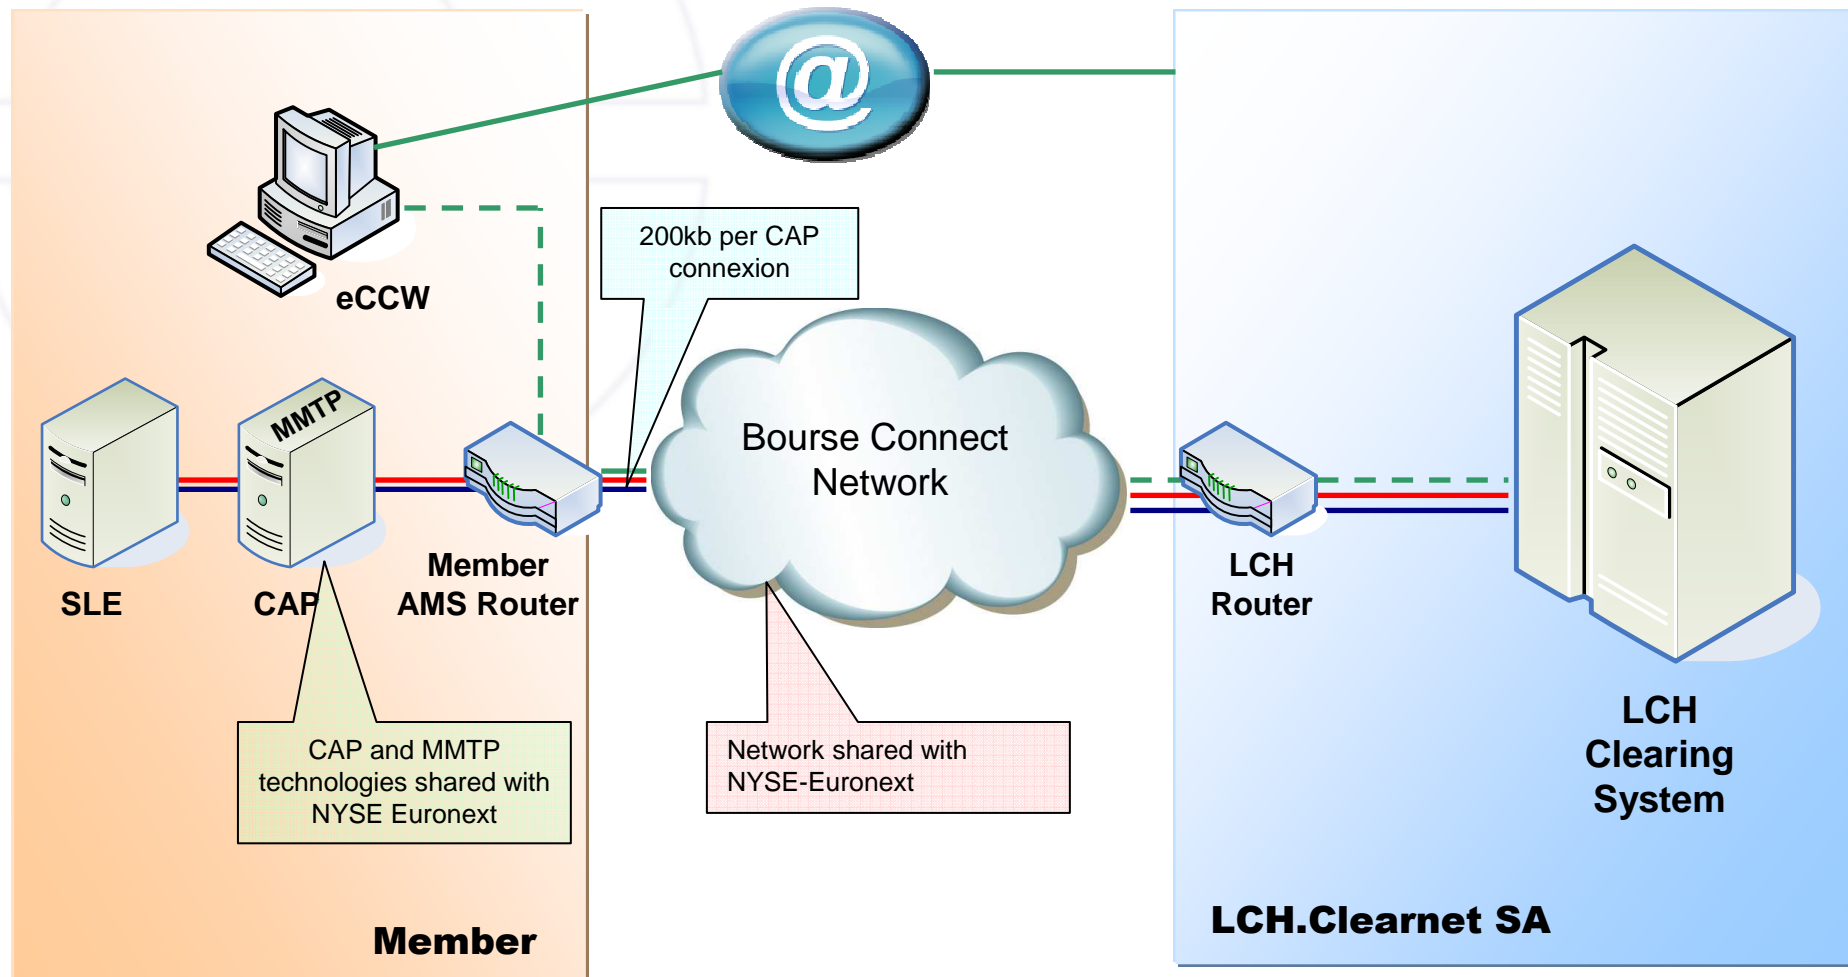 @
eCCW
200kb per CAP
connexion
MMTP
Bourse Connect
Network
SLE
CAP
Member
AMS Router
LCH
Router
CAP and MMTP
technologies shared with
NYSE Euronext
Network shared with
NYSE-Euronext
LCH
Clearing
System
Member
LCH.Clearnet SA